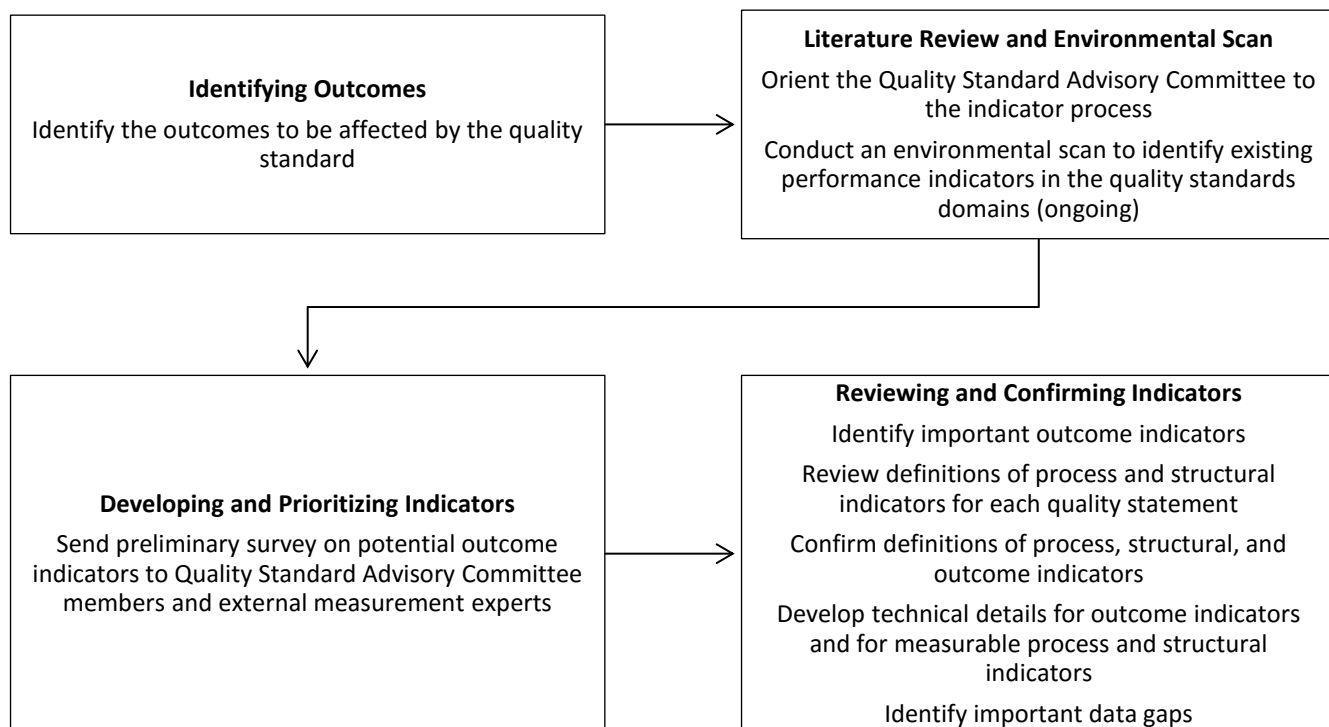 Identifying Outcomes
Identify the outcomes to be affected by the quality
standard
Literature Review and Environmental Scan
Orient the Quality Standard Advisory Committee to
the indicator process
Conduct an environmental scan to identify existing
performance indicators in the quality standards
domains (ongoing)
Developing and Prioritizing Indicators
Send preliminary survey on potential outcome
indicators to Quality Standard Advisory Committee
members and external measurement experts
Reviewing and Confirming Indicators
Identify important outcome indicators
Review definitions of process and structural
indicators for each quality statement
Confirm definitions of process, structural, and
outcome indicators
Develop technical details for outcome indicators
and for measurable process and structural
indicators
Identify important data gaps